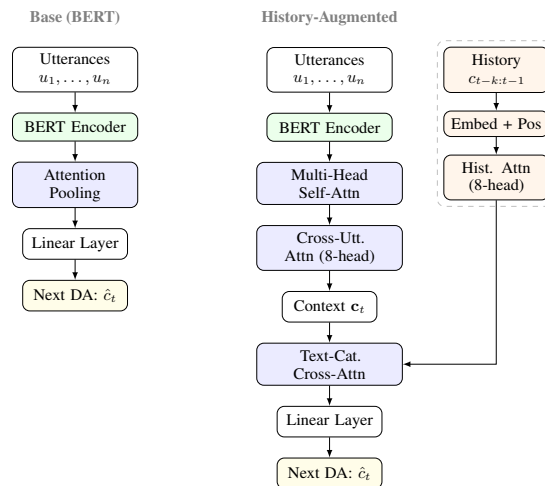 Base (BERT)
Utterances
u₁, . . . , uₙ
BERT Encoder
Attention
Pooling
Linear Layer
Next DA: ĉₜ
History-Augmented
Utterances
u₁, . . . , uₙ
BERT Encoder
Multi-Head
Self-Attn
Cross-Utt.
Attn (8-head)
Context cₜ
Text-Cat.
Cross-Attn
Linear Layer
Next DA: ĉₜ
History
cₜ₋ₖ:ₜ₋₁
Embed + Pos
Hist. Attn
(8-head)